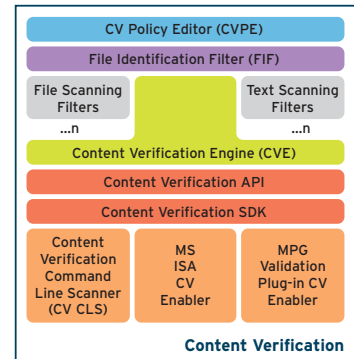 CV Policy Editor (CVPE)
File Identification Filter (FIF)
File Scanning
Filters
...n
Text Scanning
Filters
...n
Content Verification Engine (CVE)
Content Verification API
Content Verification SDK
Content
Verification
Command
Line Scanner
(CV CLS)
MS
ISA
CV
Enabler
MPG
Validation
Plug-in CV
Enabler
Content Verification